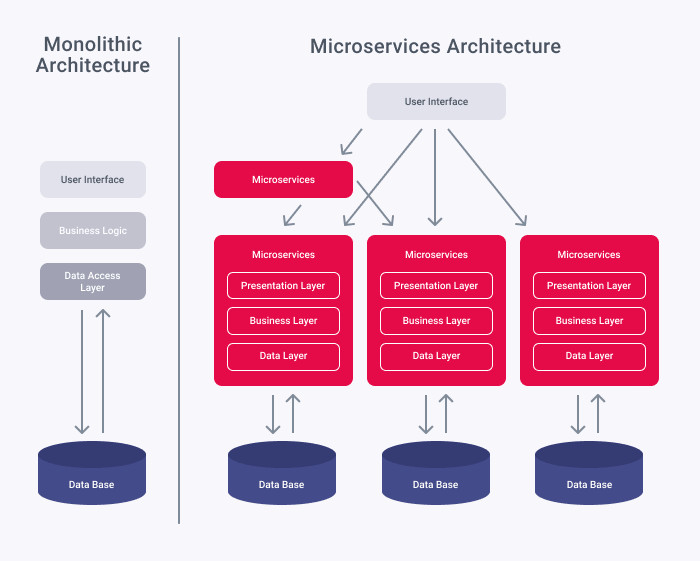 Monolithic
Architecture
User Interface
Business Logic
Data Access
Layer
Data Base
Microservices Architecture
User Interface
Microservices
Microservices
Presentation Layer
Business Layer
Data Layer
Data Base
Microservices
Presentation Layer
Business Layer
Data Layer
Data Base
Microservices
Presentation Layer
Business Layer
Data Layer
Data Base